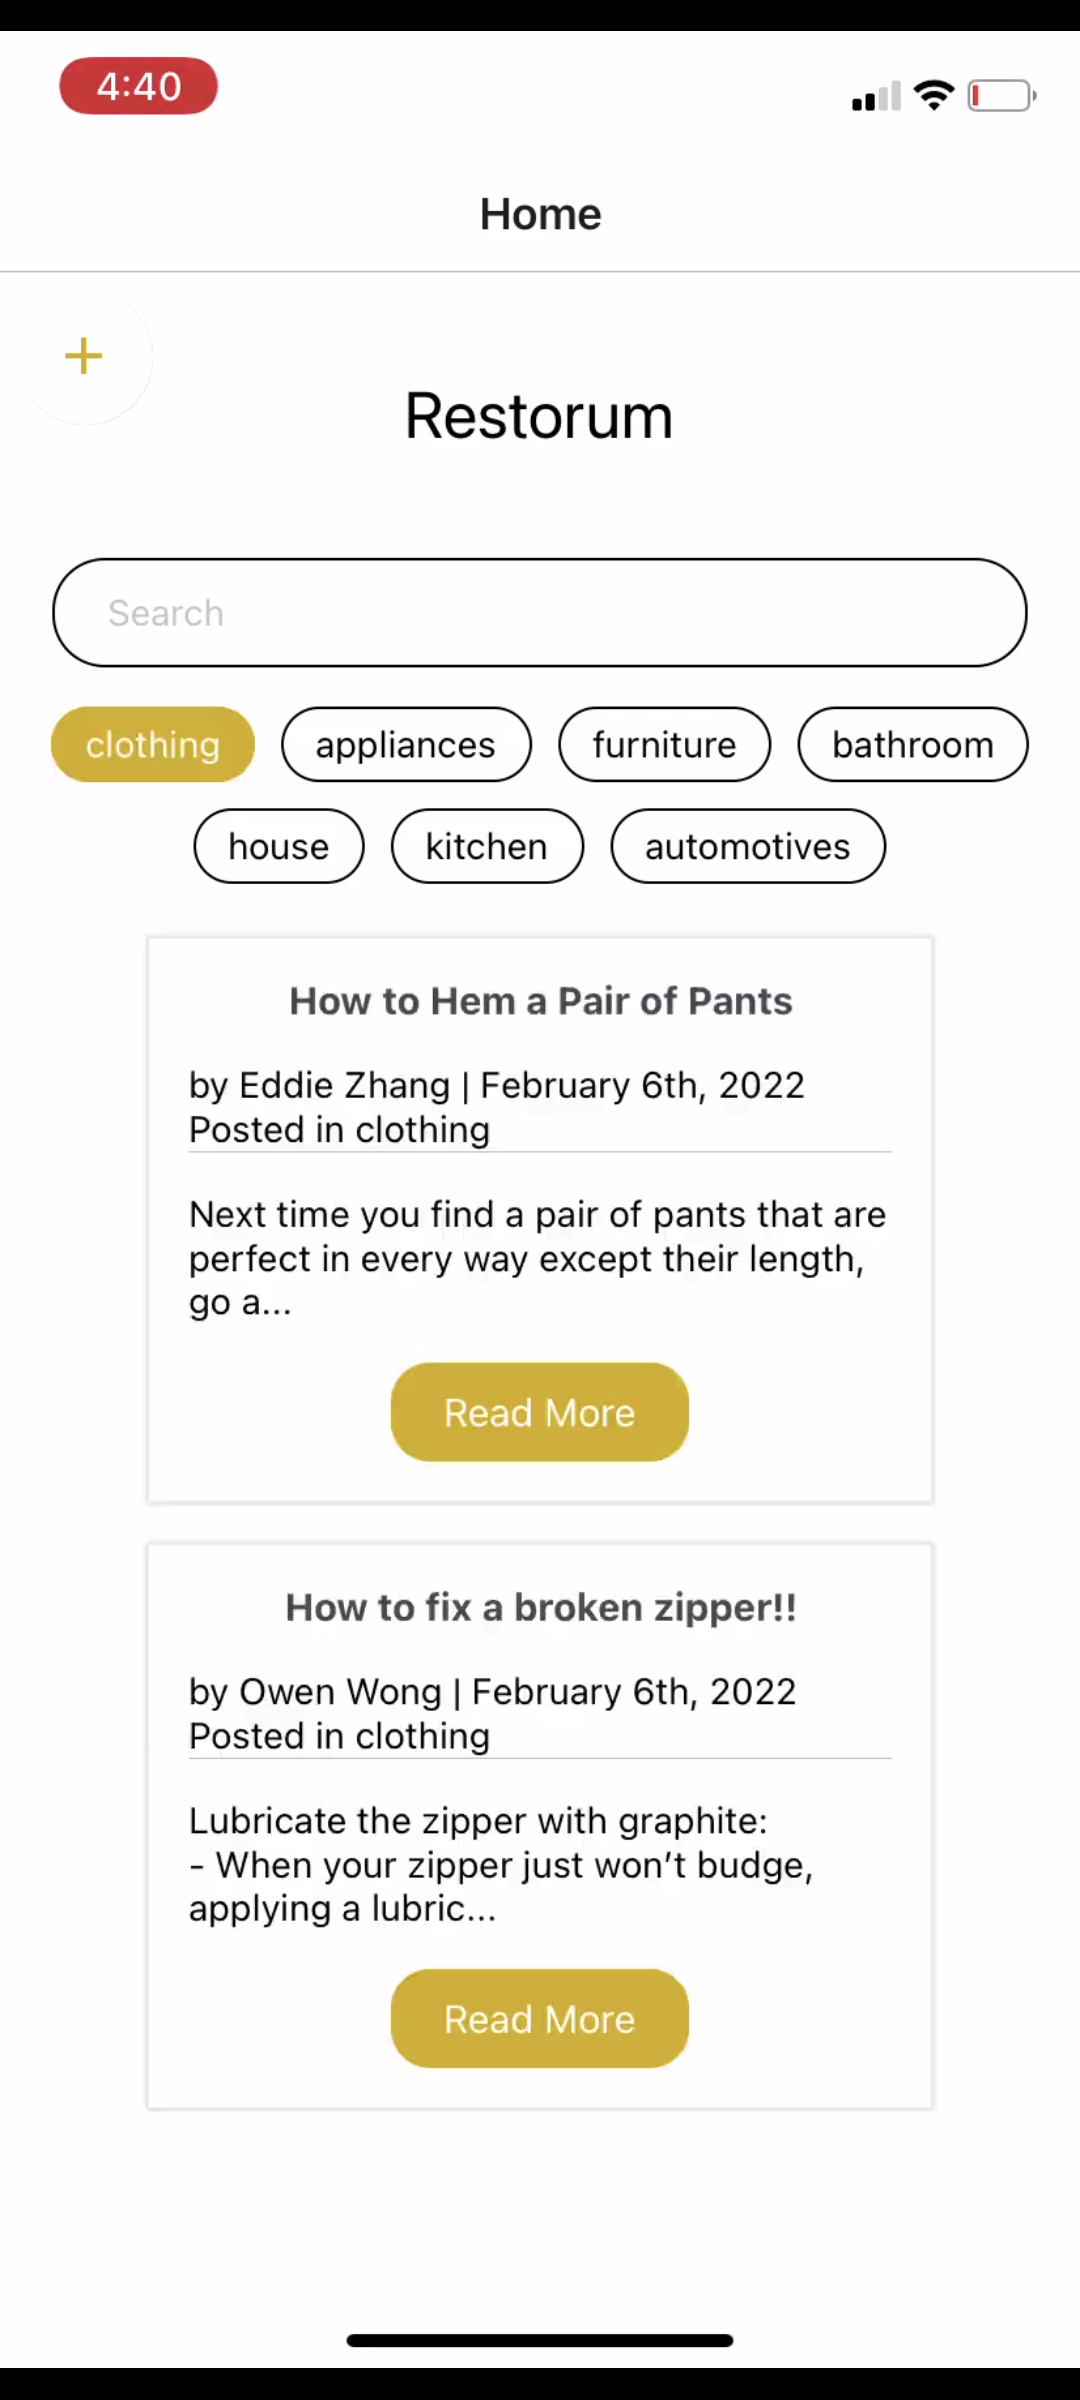 4:40
Home
+
Restorum
Search
clothing appliances furniture bathroom
house kitchen automotives
How to Hem a Pair of Pants
by Eddie Zhang | February 6th, 2022
Posted in clothing
Next time you find a pair of pants that are
perfect in every way except their length,
go a...
Read More
How to fix a broken zipper!!
by Owen Wong | February 6th, 2022
Posted in clothing
Lubricate the zipper with graphite:
- When your zipper just won’t budge,
applying a lubric...
Read More